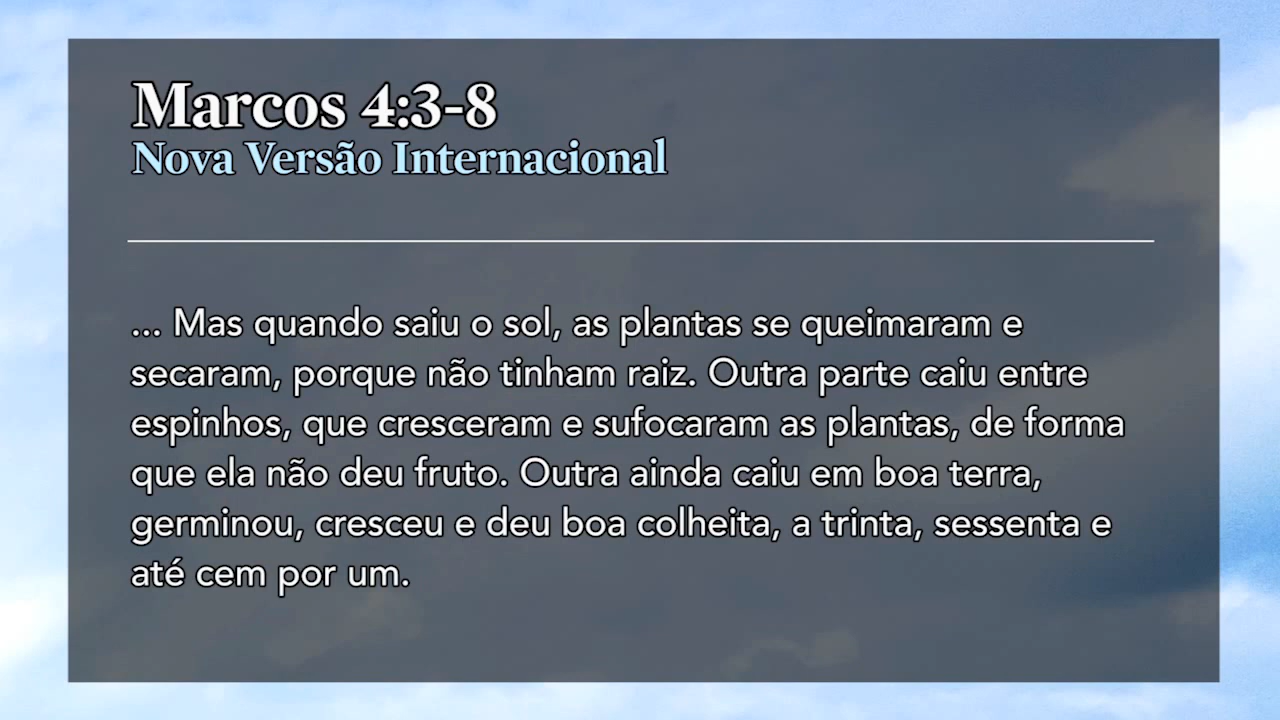 Marcos 4:3-8
Nova Versão Internacional
... Mas quando saiu o sol, as plantas se queimaram e
secaram, porque não tinham raiz. Outra parte caiu entre
espinhos, que cresceram e sufocaram as plantas, de forma
que ela não deu fruto. Outra ainda caiu em boa terra,
germinou, cresceu e deu boa colheita, a trinta, sessenta e
até cem por um.